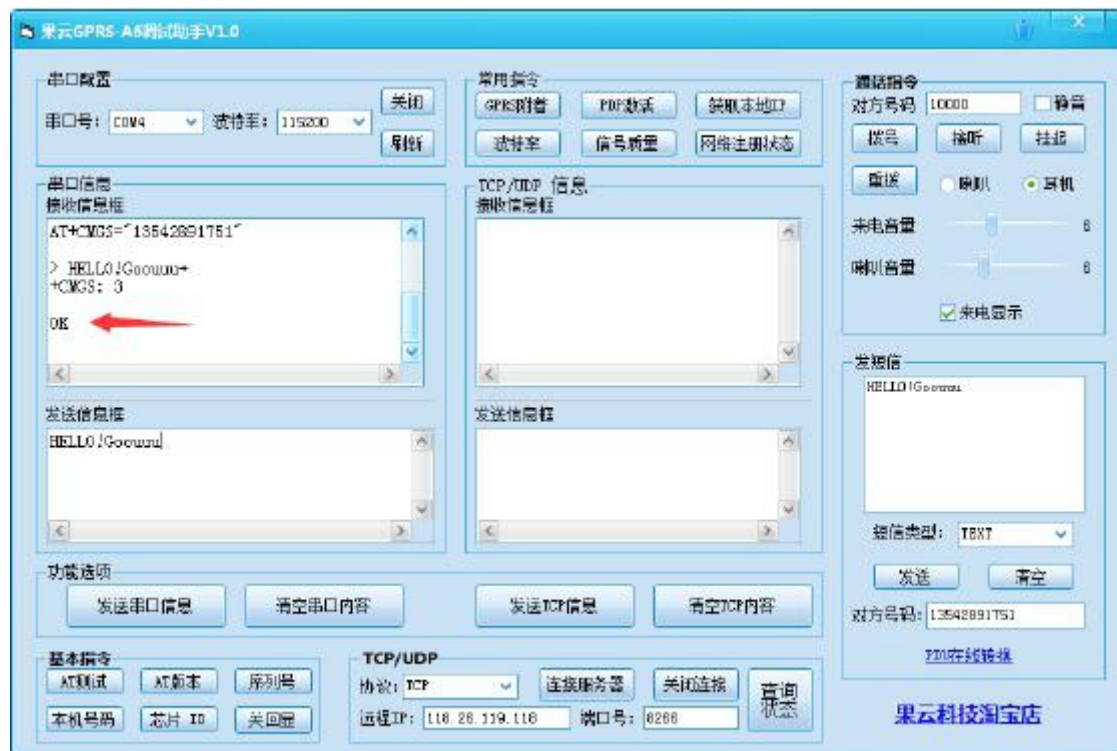 果云GPRS-A6调试助手V1.0
串口配置
串口号: COM4 波特率: 115200
关闭
刷新
常用指令
GPRS附着 PDP激活 获取本地IP
波特率 信号质量 网络注册状态
通话指令
对方号码 10000 静音
拨号 接听 挂起
重拨 喇叭 耳机
来电音量 6
喇叭音量 6
来电显示
串口信息
接收信息框
AT+CMGS="13542891751"
> HELLO!Goouuu+
+CMGS: 3
OK
发送信息框
HELLO!Goouuu
TCP/UDP 信息
接收信息框
发送信息框
发短信
HELLO!Goouuu
短信类型: TEXT
发送 清空
对方号码: 13542891751
PDU在线转换
果云科技淘宝店
功能选项
发送串口信息 清空串口内容 发送TCP信息 清空TCP内容
基本指令
AT测试 AT版本 序列号
本机号码 芯片 ID 关回显
TCP/UDP
协议: TCP 连接服务器 关闭连接
远程IP: 118.26.119.118 端口号: 8266
查询状态